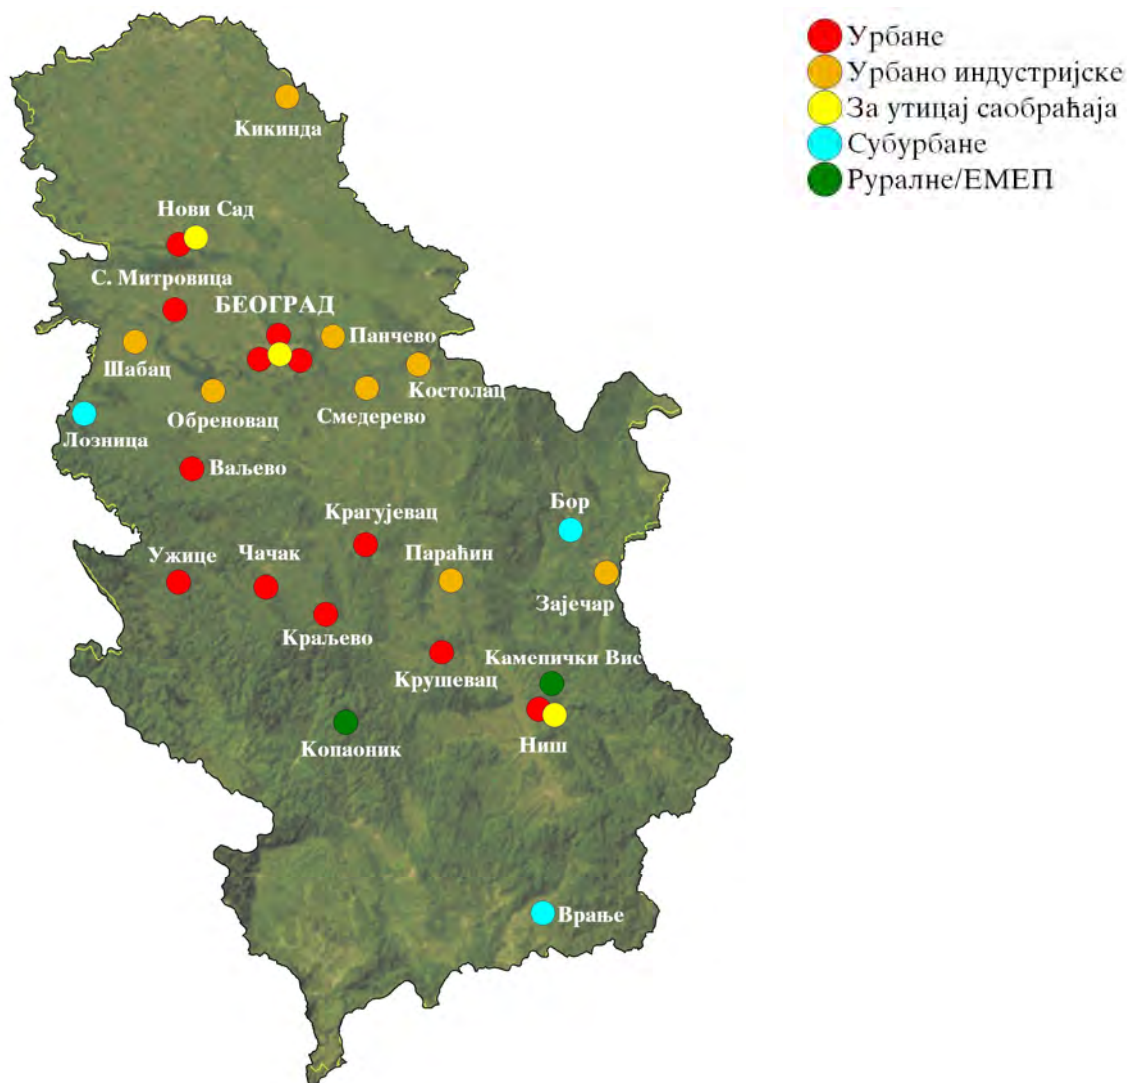 Урбане
Урбано индустријске
За утицај саобраћаја
Субурбане
Руралне/ЕМЕП
Кикинда
Нови Сад
С. Митровица
БЕОГРАД
Панчево
Шабац
Костолац
Обреновац
Смедерево
Лозница
Ваљево
Бор
Крагујевац
Ужице
Чачак
Параћин
Зајечар
Краљево
Камепички Вис
Крушевац
Ниш
Копаоник
Врање